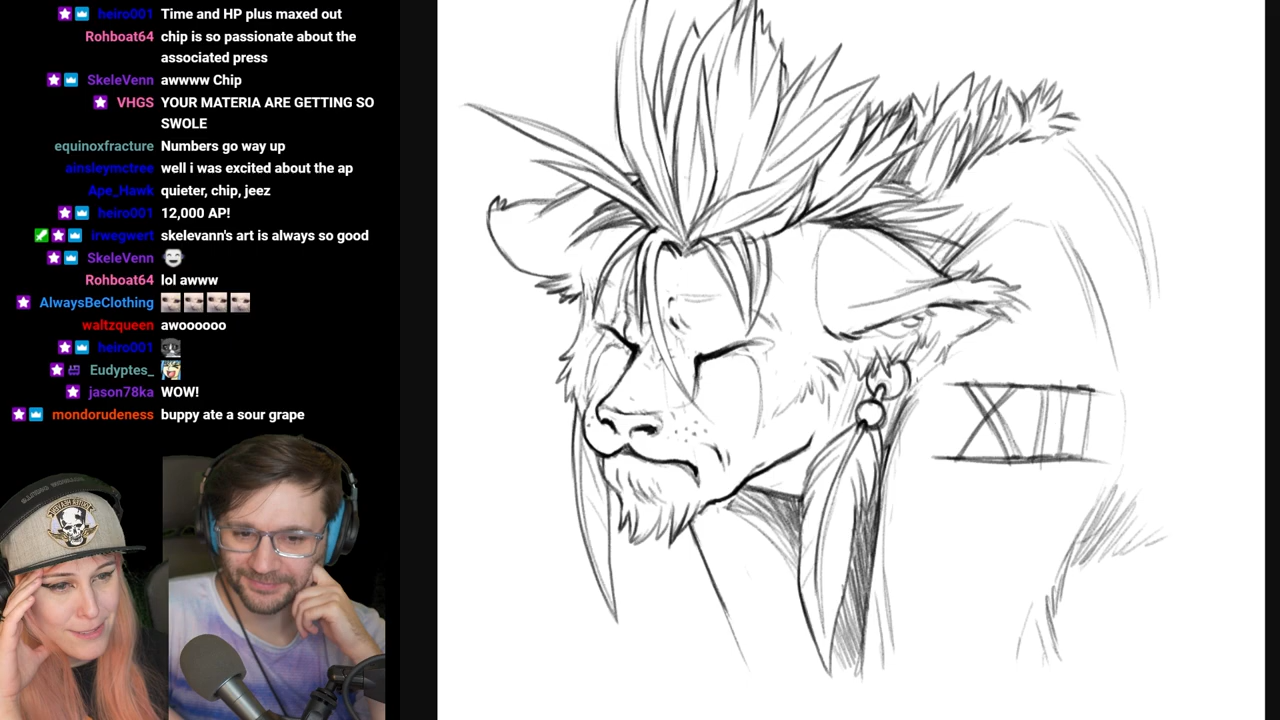 heiro001 Time and HP plus maxed out
Rohboat64 chip is so passionate about the
associated press
SkeleVenn awwww Chip
VHGS YOUR MATERIA ARE GETTING SO
SWOLE
equinoxfracture Numbers go way up
ainsleymctree well i was excited about the ap
Ape_Hawk quieter, chip, jeez
heiro001 12,000 AP!
irwegwert skelevann's art is always so good
SkeleVenn
Rohboat64 lol awww
AlwaysBeClothing
waltzqueen awoooooo
heiro001
Eudyptes_
jason78ka WOW!
mondorudeness buppy ate a sour grape
XIII